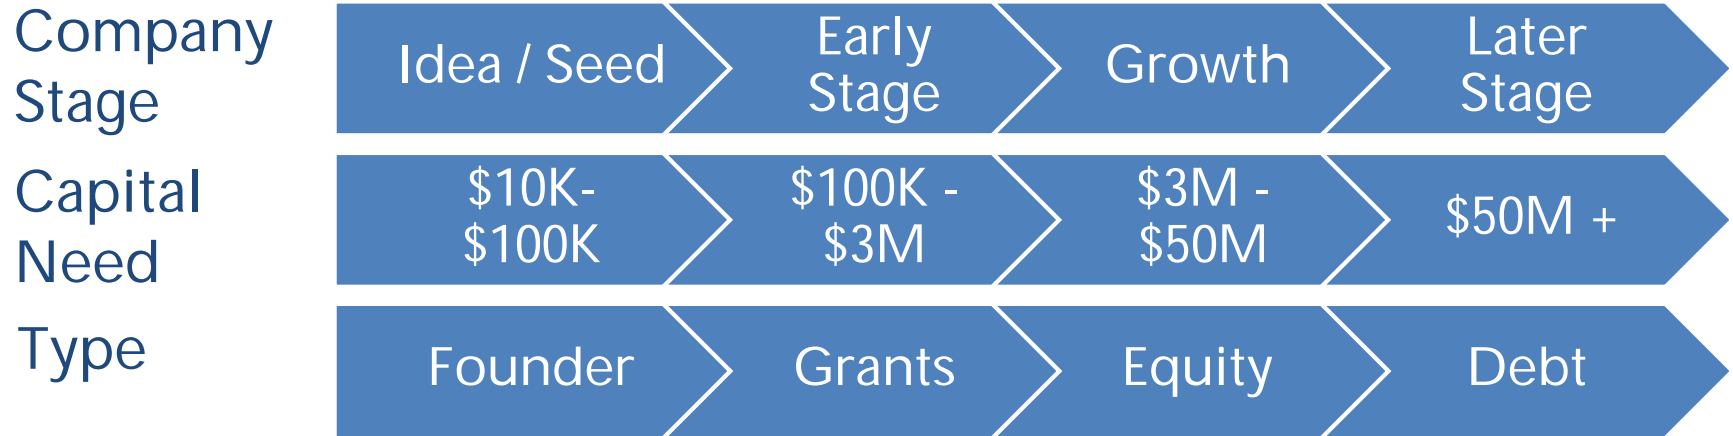 Company
Stage
Idea / Seed
Early
Stage
Growth
Later
Stage
Capital
Need
$10K-
$100K
$100K -
$3M
$3M -
$50M
$50M +
Type
Founder
Grants
Equity
Debt